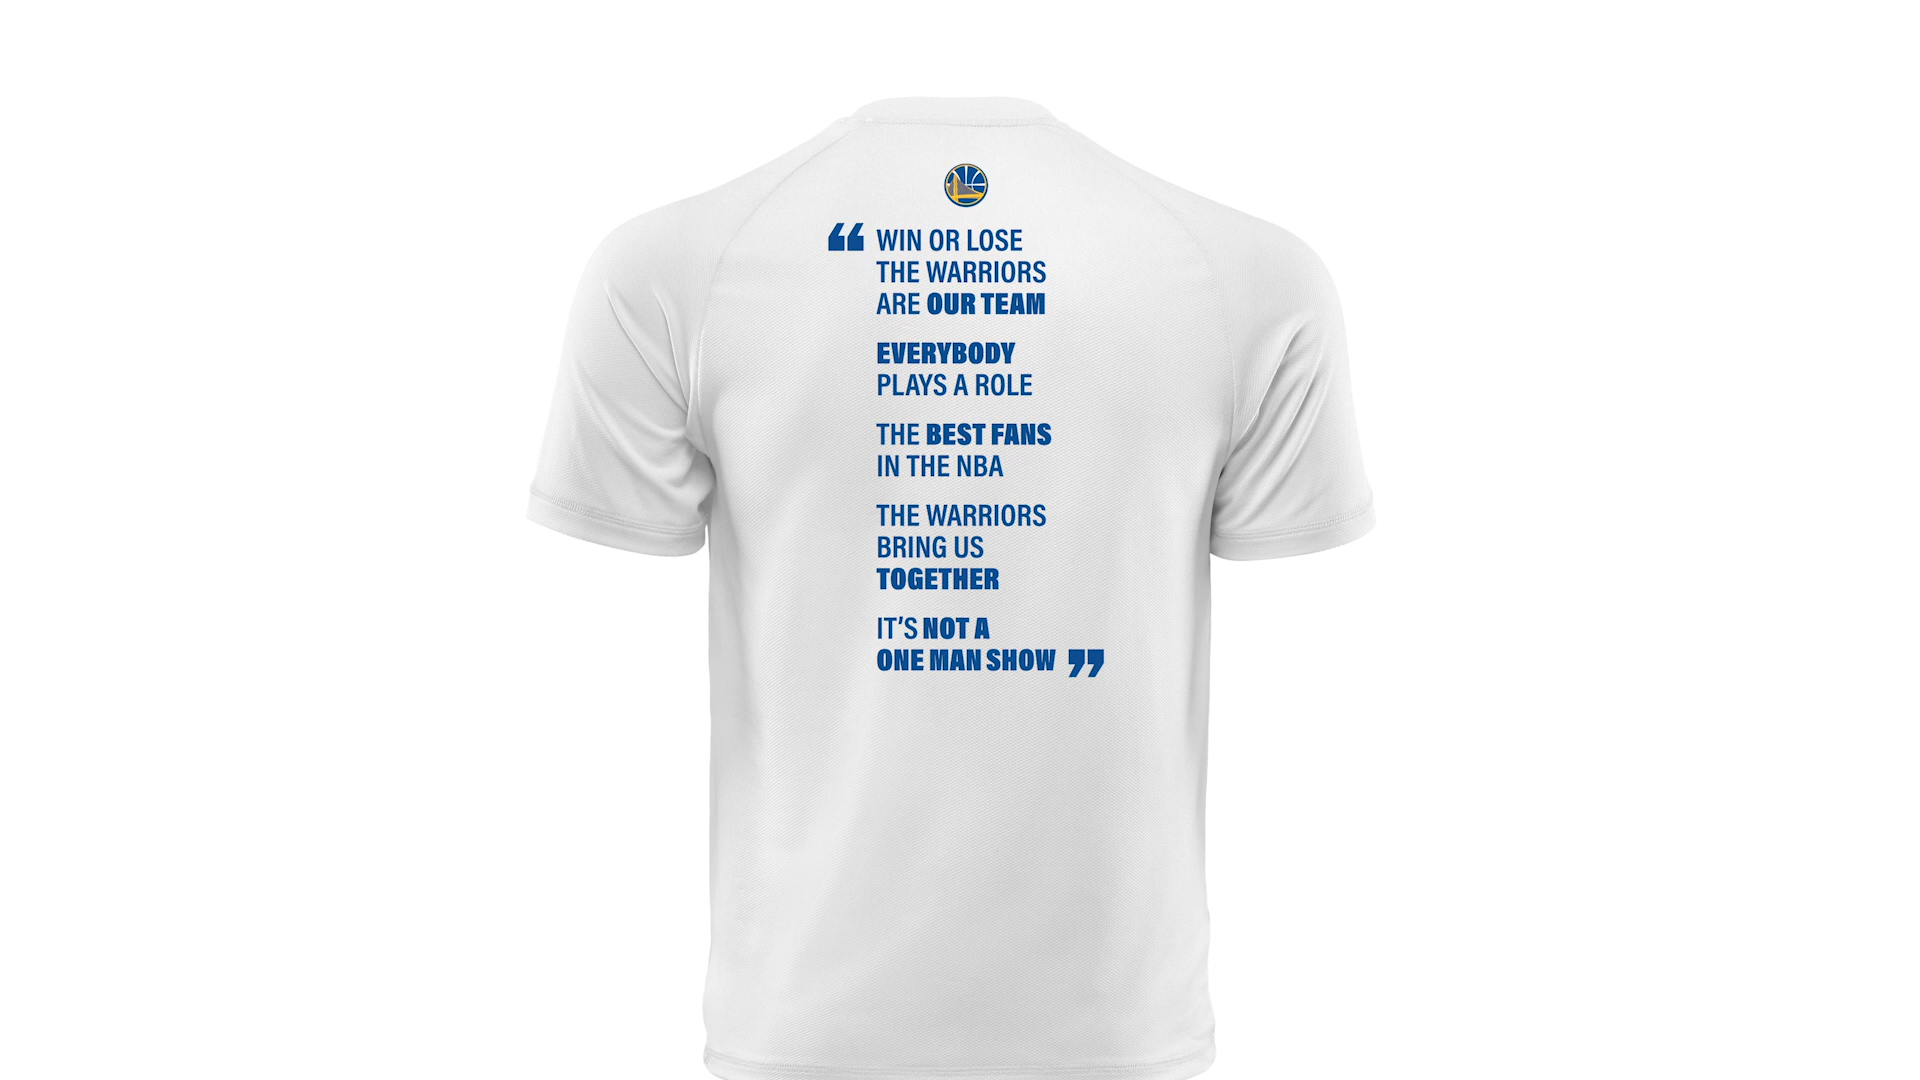 “ WIN OR LOSE
THE WARRIORS
ARE OUR TEAM
EVERYBODY
PLAYS A ROLE
THE BEST FANS
IN THE NBA
THE WARRIORS
BRING US
TOGETHER
IT’S NOT A
ONE MAN SHOW ”